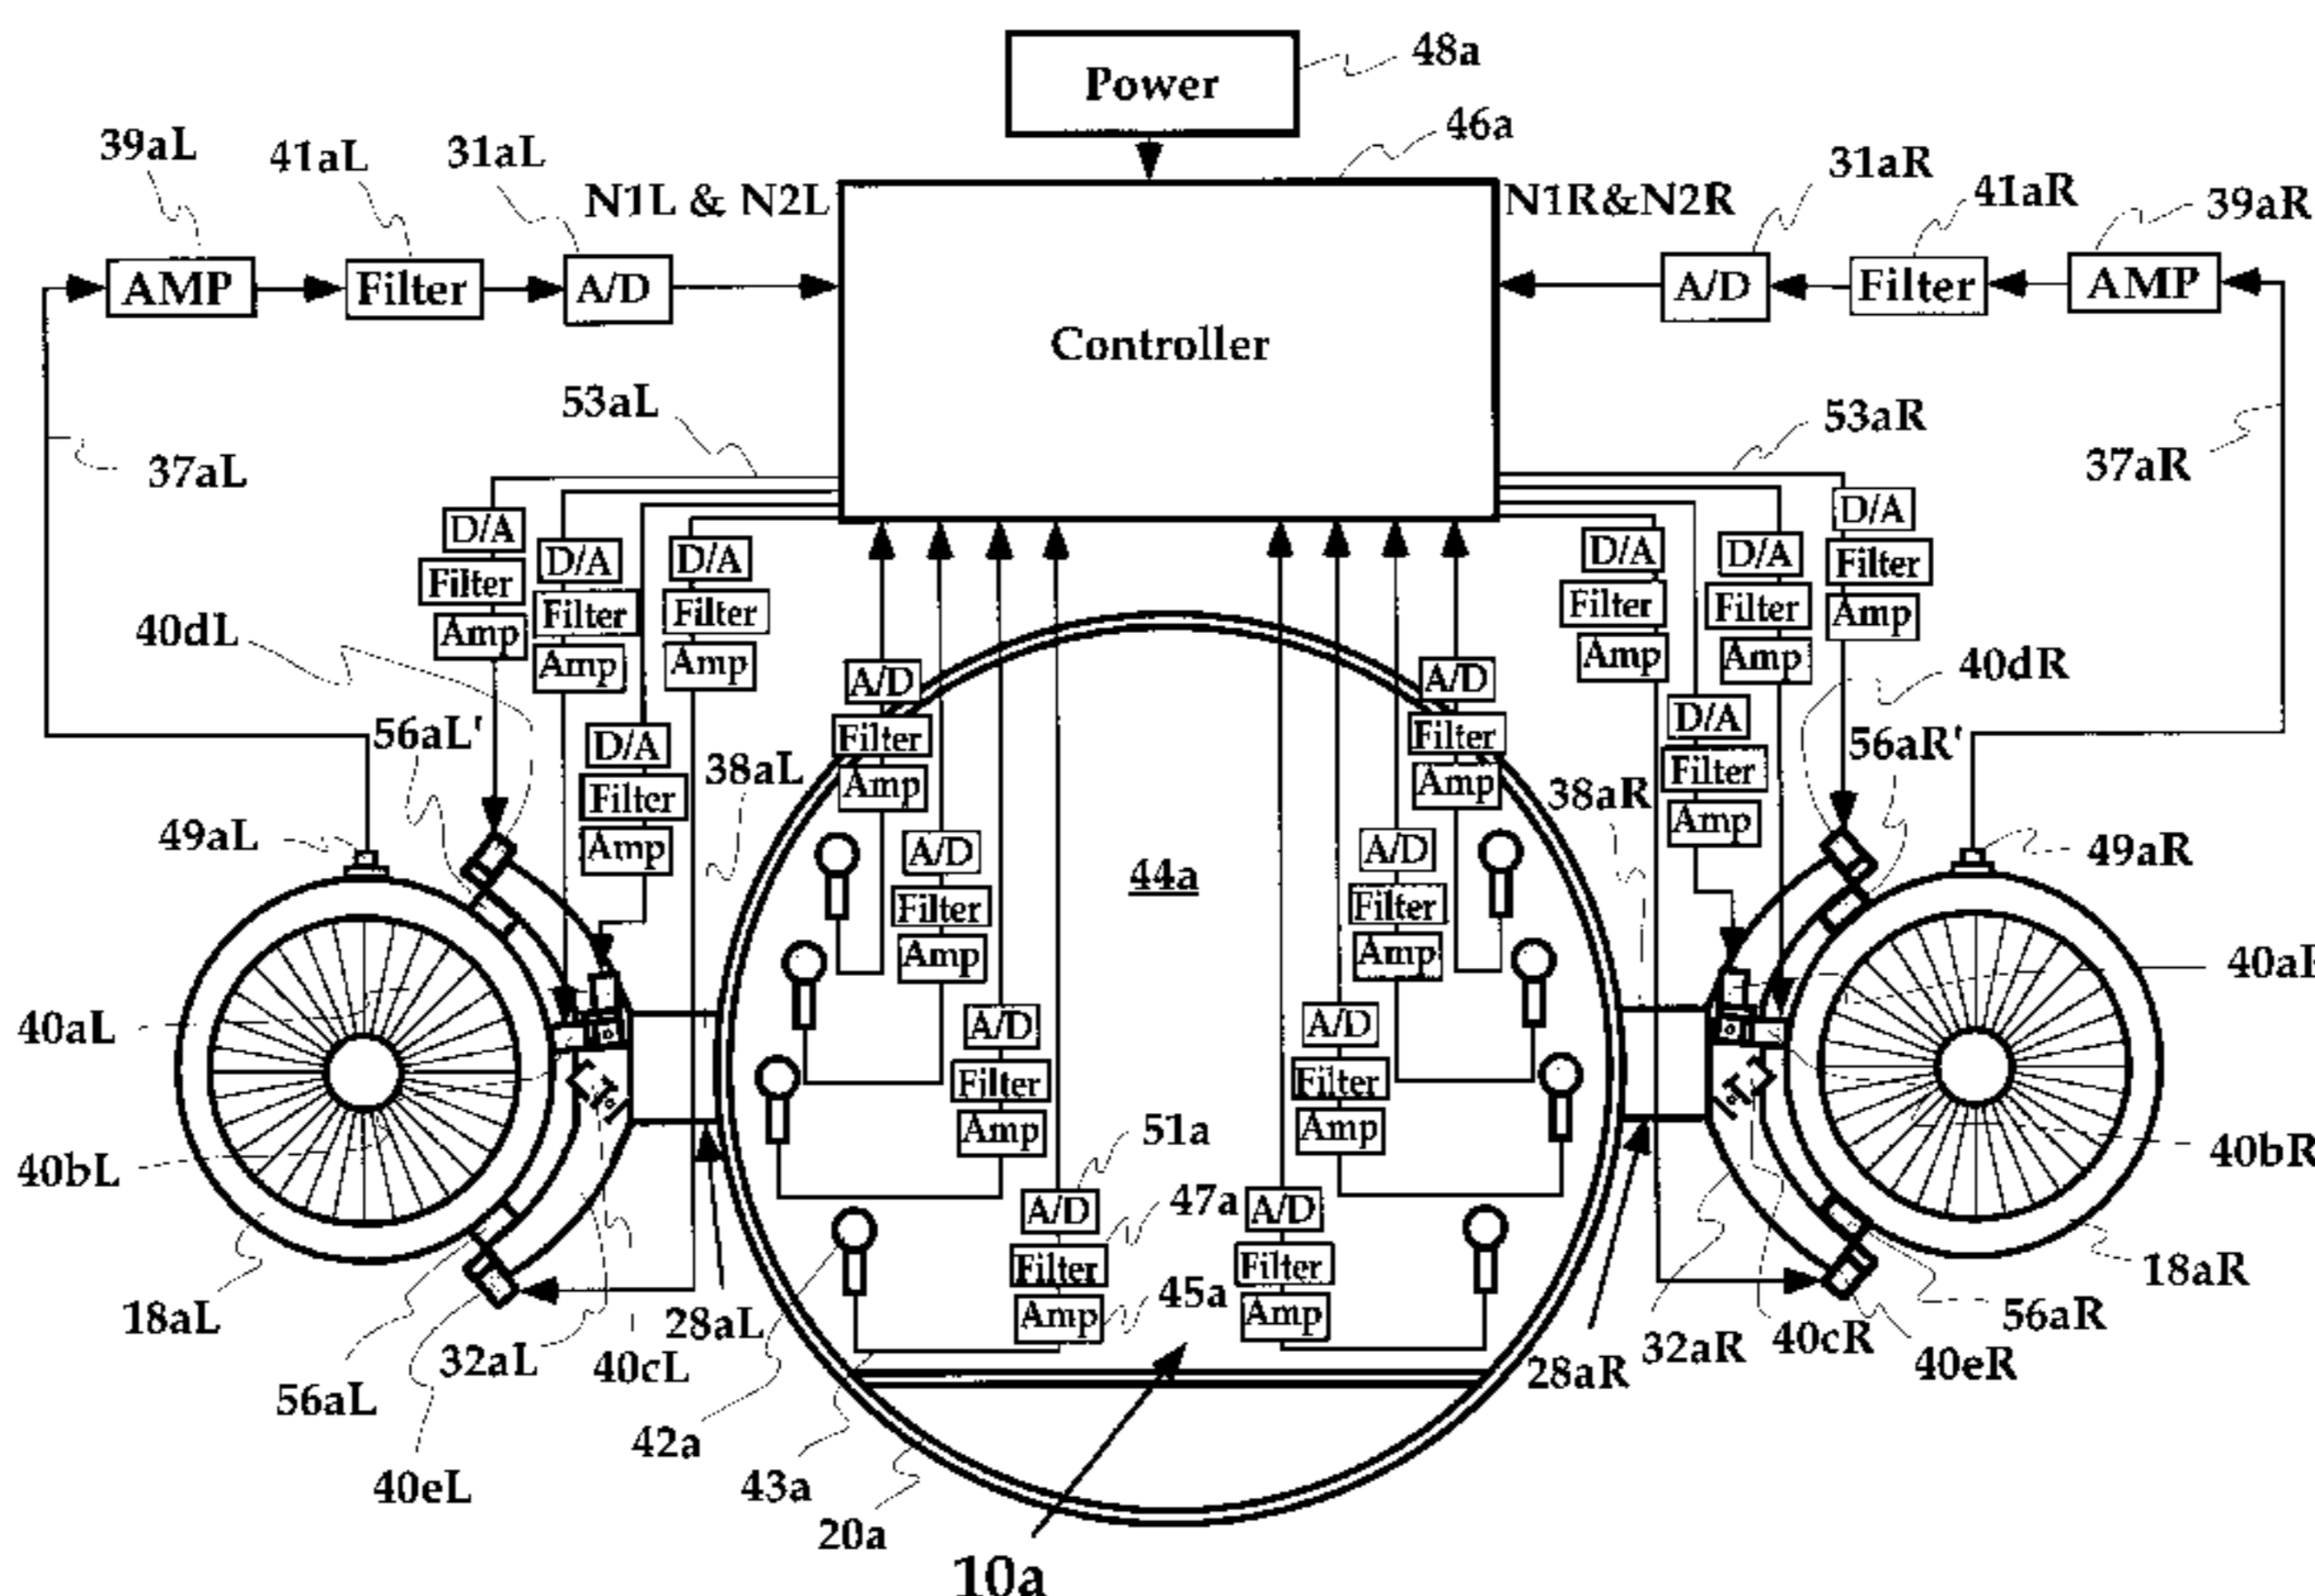 Power
48a
46a
39aL
41aL
31aL
N1L & N2L
N1R&N2R
31aR
41aR
39aR
AMP
Filter
A/D
Controller
A/D
Filter
AMP
53aL
53aR
37aL
37aR
D/A
Filter
Amp
D/A
Filter
Amp
D/A
Filter
Amp
D/A
Filter
Amp
D/A
Filter
Amp
D/A
Filter
Amp
D/A
Filter
Amp
D/A
Filter
Amp
40dL
40dR
56aL'
56aR'
38aL
38aR
A/D
Filter
Amp
A/D
Filter
Amp
49aL
49aR
44a
A/D
Filter
Amp
A/D
Filter
Amp
40aL
A/D
Filter
Amp
A/D
Filter
Amp
40bL
40bR
51a
A/D
47a
A/D
Filter
Filter
45a
Amp
Amp
18aL
18aR
28aL
28aR
32aL
32aR
40cL
40cR
56aL
56aR
40eL
40eR
42a
43a
20a
10a